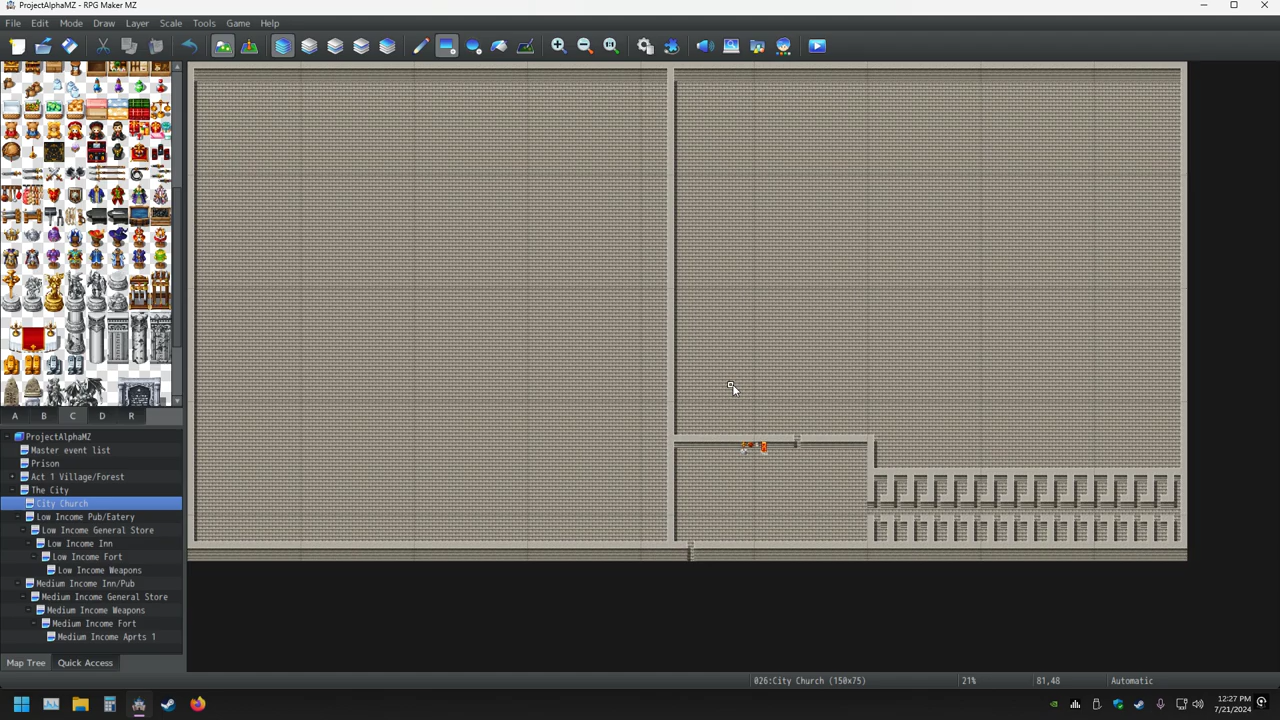 ProjectAlphaMZ - RPG Maker MZ
File Edit Mode Draw Layer Scale Tools Game Help
A B C D R
ProjectAlphaMZ
Master event list
Prison
Act 1 Village/Forest
The City
City Church
Low Income Pub/Eatery
Low Income General Store
Low Income Inn
Low Income Fort
Low Income Weapons
Medium Income Inn/Pub
Medium Income General Store
Medium Income Weapons
Medium Income Fort
Medium Income Aprts 1
Map Tree Quick Access
026:City Church (150x75) 21% 81,48 Automatic
12:27 PM
7/21/2024